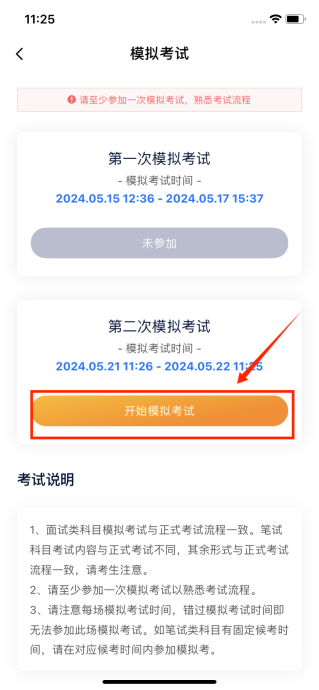 11:25
模拟考试
请至少参加一次模拟考试，熟悉考试流程
第一次模拟考试
- 模拟考试时间 -
2024.05.15 12:36 - 2024.05.17 15:37
未参加
第二次模拟考试
- 模拟考试时间 -
2024.05.21 11:26 - 2024.05.22 11:25
开始模拟考试
考试说明
1、面试类科目模拟考试与正式考试流程一致。笔试
科目考试内容与正式考试不同，其余形式与正式考试
流程一致，请考生注意。
2、请至少参加一次模拟考试以熟悉考试流程。
3、请注意每场模拟考试时间，错过模拟考试时间即
无法参加此场模拟考试。如笔试类科目有固定候考时
间，请在对应候考时间内参加模拟考。